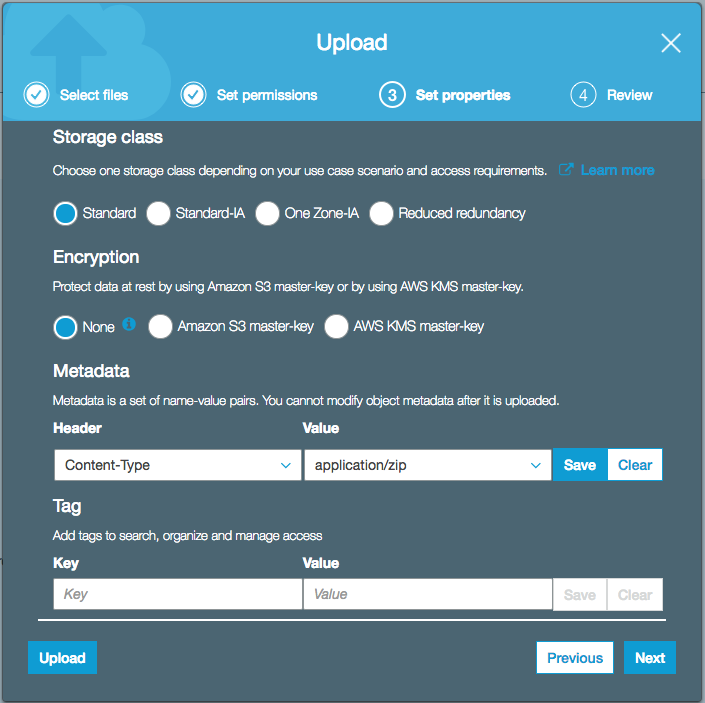 Upload
Select files
Set permissions
3 Set properties
4 Review
Storage class
Choose one storage class depending on your use case scenario and access requirements. Learn more
Standard Standard-IA One Zone-IA Reduced redundancy
Encryption
Protect data at rest by using Amazon S3 master-key or by using AWS KMS master-key.
None Amazon S3 master-key AWS KMS master-key
Metadata
Metadata is a set of name-value pairs. You cannot modify object metadata after it is uploaded.
Header Value
Content-Type application/zip Save Clear
Tag
Add tags to search, organize and manage access
Key Value
Key Value Save Clear
Upload Previous Next